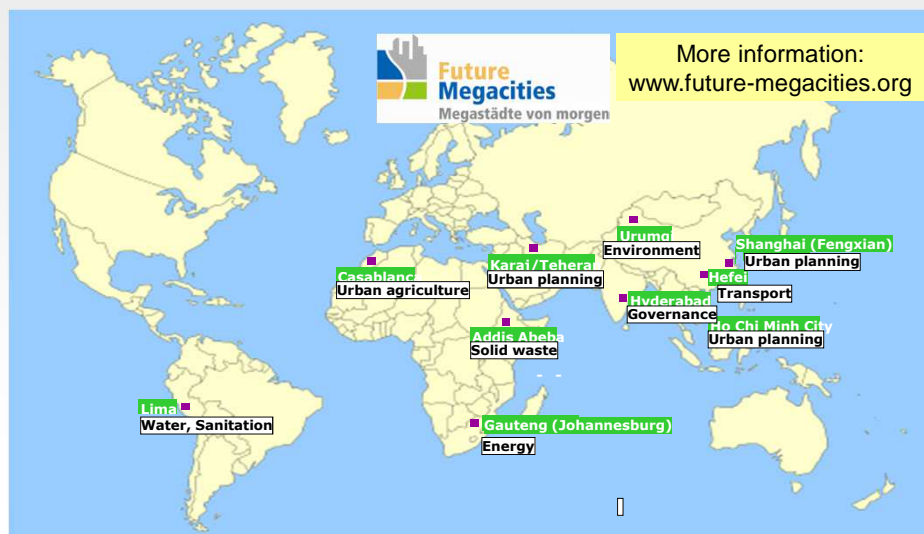 More information:
www.future-megacities.org
Future
Megacities
Megastädte von morgen
Urumq
Environment
Shanghai (Fengxian)
Urban planning
Karaj/Teheran
Urban planning
Casablanca
Urban agriculture
Hefei
Transport
Hyderabad
Governance
Ho Chi Minh City
Urban planning
Addis Abeba
Solid waste
Lima
Water, Sanitation
Gauteng (Johannesburg)
Energy